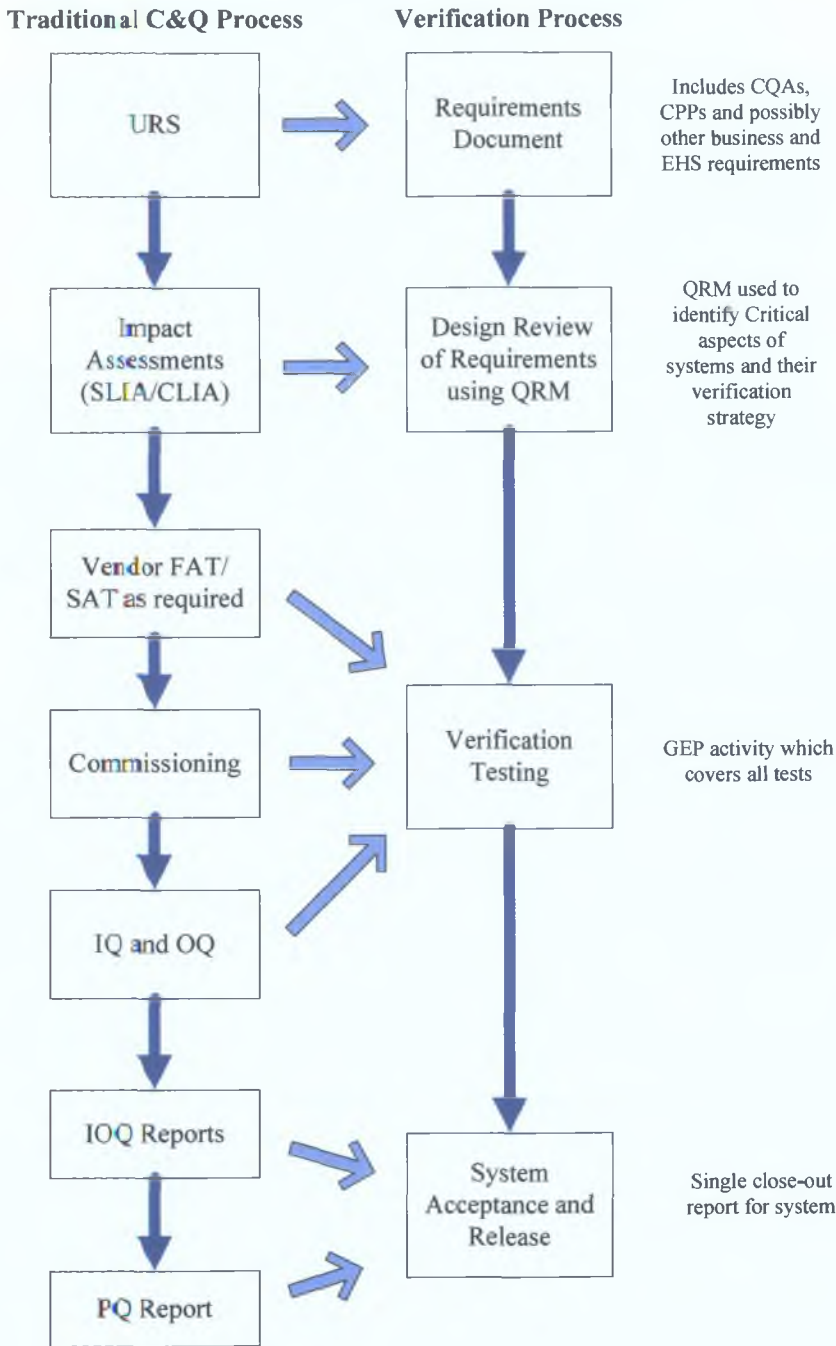 Traditional C&Q Process
Verification Process
URS
Requirements
Document
Includes CQAs,
CPPs and possibly
other business and
EHS requirements
Impact
Assessments
(SLIA/CLIA)
Design Review
of Requirements
using QRM
QRM used to
identify Critical
aspects of
systems and their
verification
strategy
Vendor FAT/
SAT as required
Commissioning
Verification
Testing
GEP activity which
covers all tests
IQ and OQ
IOQ Reports
System
Acceptance and
Release
Single close-out
report for system
PQ Report